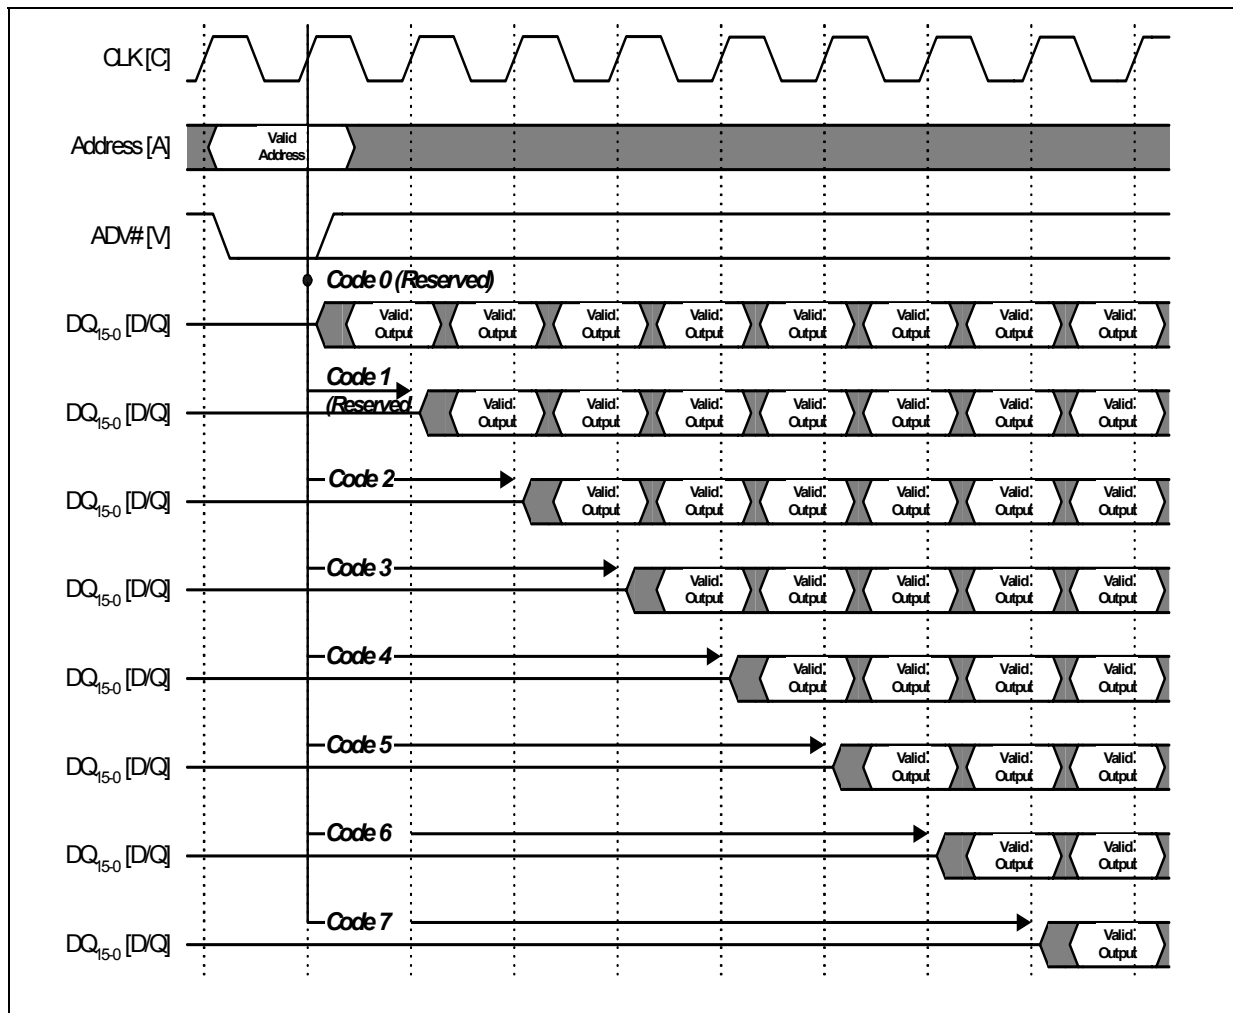 CLK [C]
Address [A]
Valid
Address
ADV# [V]
Code 0 (Reserved)
DQ15-0 [D/Q]
Valid Valid Valid Valid Valid Valid Valid Valid
Output Output Output Output Output Output Output Output
Code 1
(Reserved
DQ15-0 [D/Q]
Valid Valid Valid Valid Valid Valid Valid
Output Output Output Output Output Output Output
Code 2
DQ15-0 [D/Q]
Valid Valid Valid Valid Valid Valid
Output Output Output Output Output Output
Code 3
DQ15-0 [D/Q]
Valid Valid Valid Valid Valid
Output Output Output Output Output
Code 4
DQ15-0 [D/Q]
Valid Valid Valid Valid
Output Output Output Output
Code 5
DQ15-0 [D/Q]
Valid Valid Valid
Output Output Output
Code 6
DQ15-0 [D/Q]
Valid Valid
Output Output
Code 7
DQ15-0 [D/Q]
Valid
Output